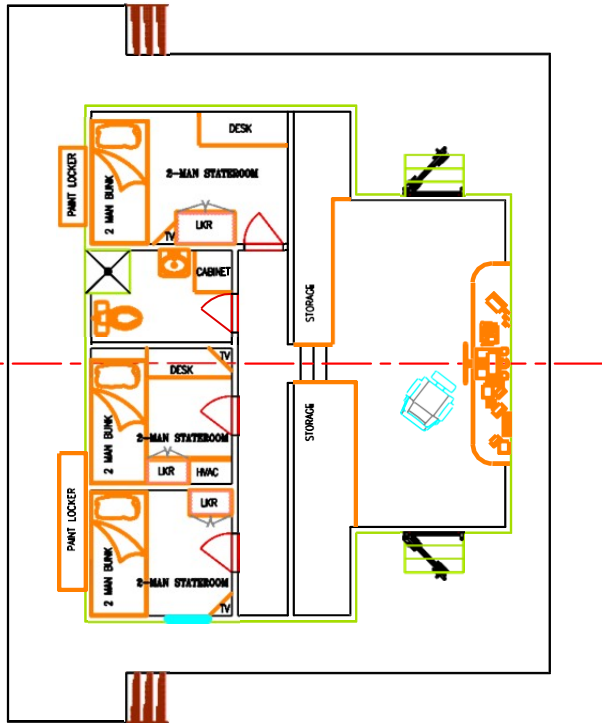 DESK
PAINT LOCKER
2 MAN BUNK
2-MAN STATEROOM
TV
LKR
CABINET
STORAGE
TV
DESK
2 MAN BUNK
2-MAN STATEROOM
STORAGE
LKR
HVAC
PAINT LOCKER
LKR
2 MAN BUNK
2-MAN STATEROOM
TV